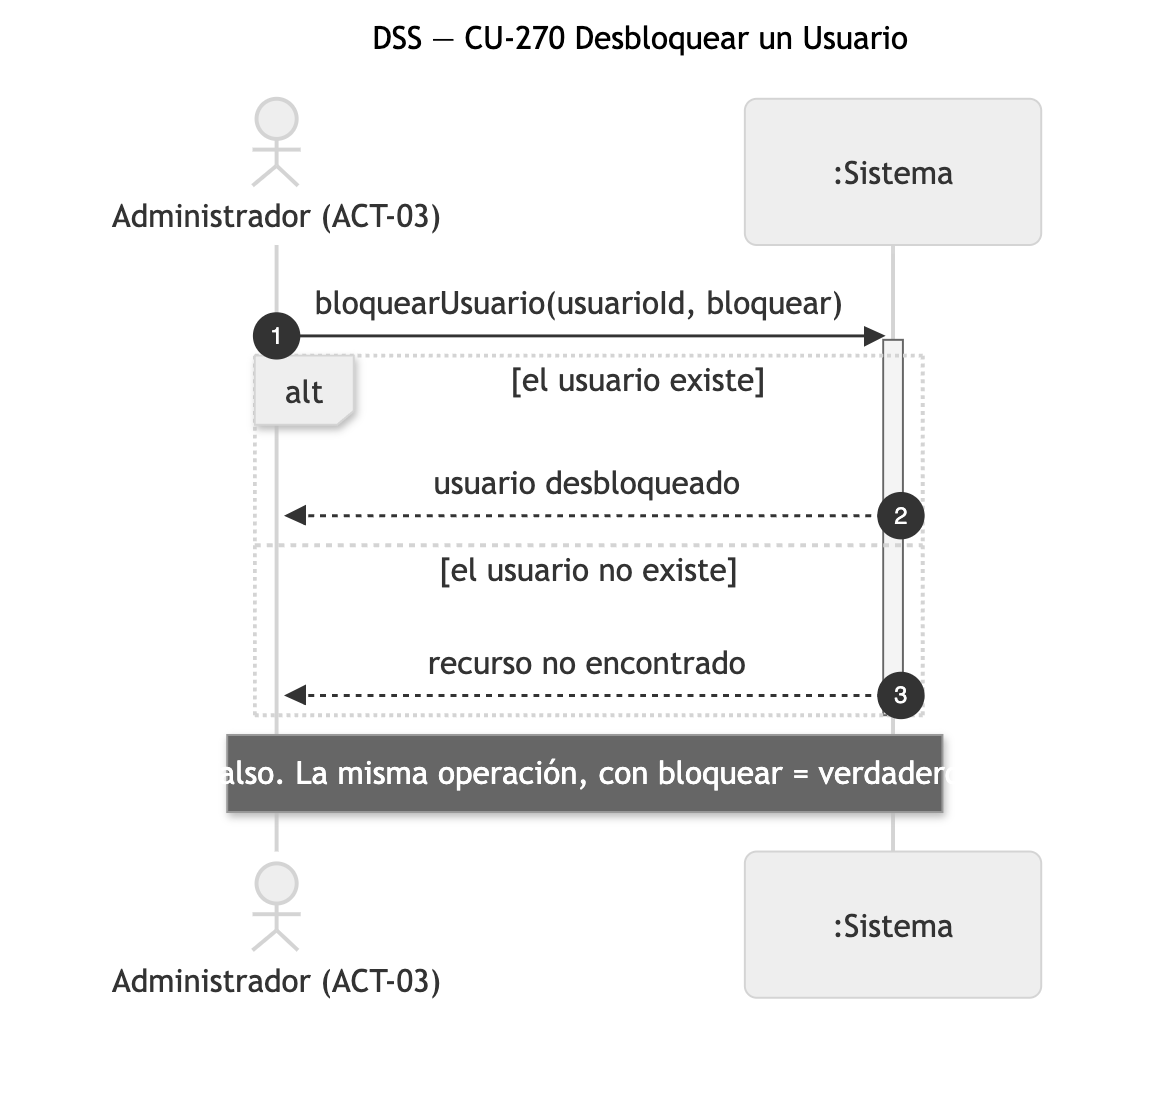 DSS — CU-270 Desbloquear un Usuario
Administrador (ACT-03)
:Sistema
bloquearUsuario(usuarioId, bloquear)
1
alt
[el usuario existe]
usuario desbloqueado
2
[el usuario no existe]
recurso no encontrado
3
La misma operación, con bloquear =
Administrador (ACT-03)
:Sistema